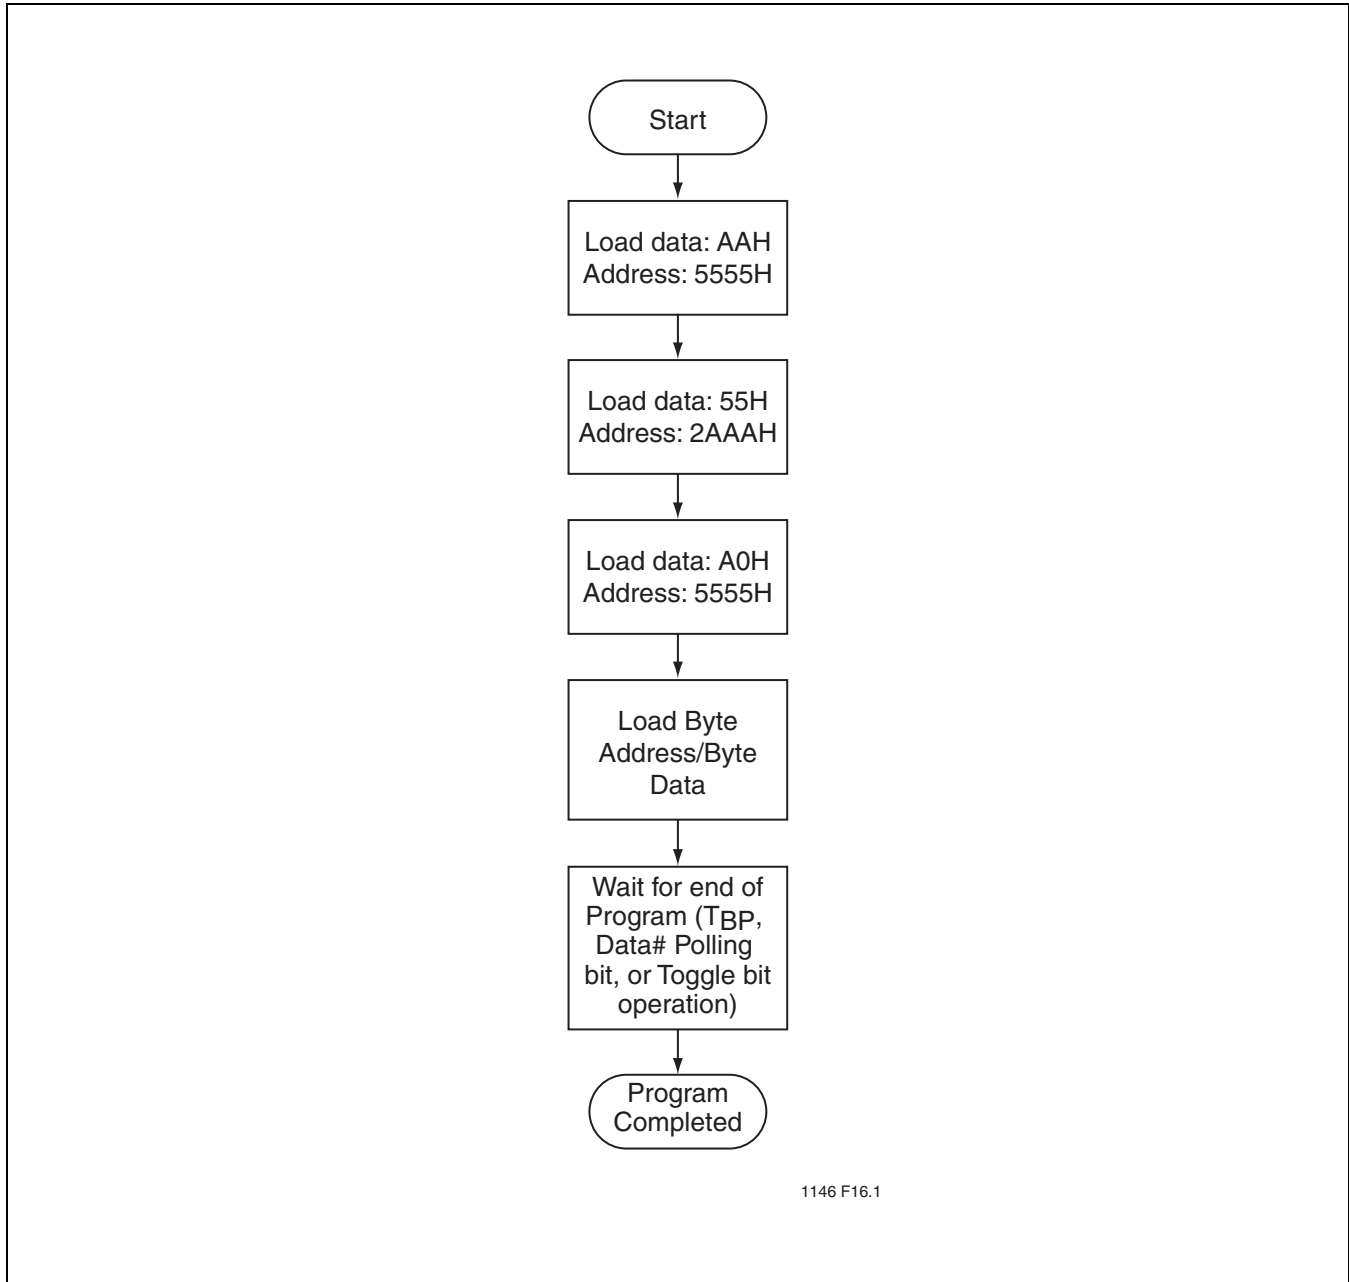 Start
Load data: AAH
Address: 5555H
Load data: 55H
Address: 2AAAH
Load data: A0H
Address: 5555H
Load Byte
Address/Byte
Data
Wait for end of
Program (TBP,
Data# Polling
bit, or Toggle bit
operation)
Program
Completed
1146 F16.1